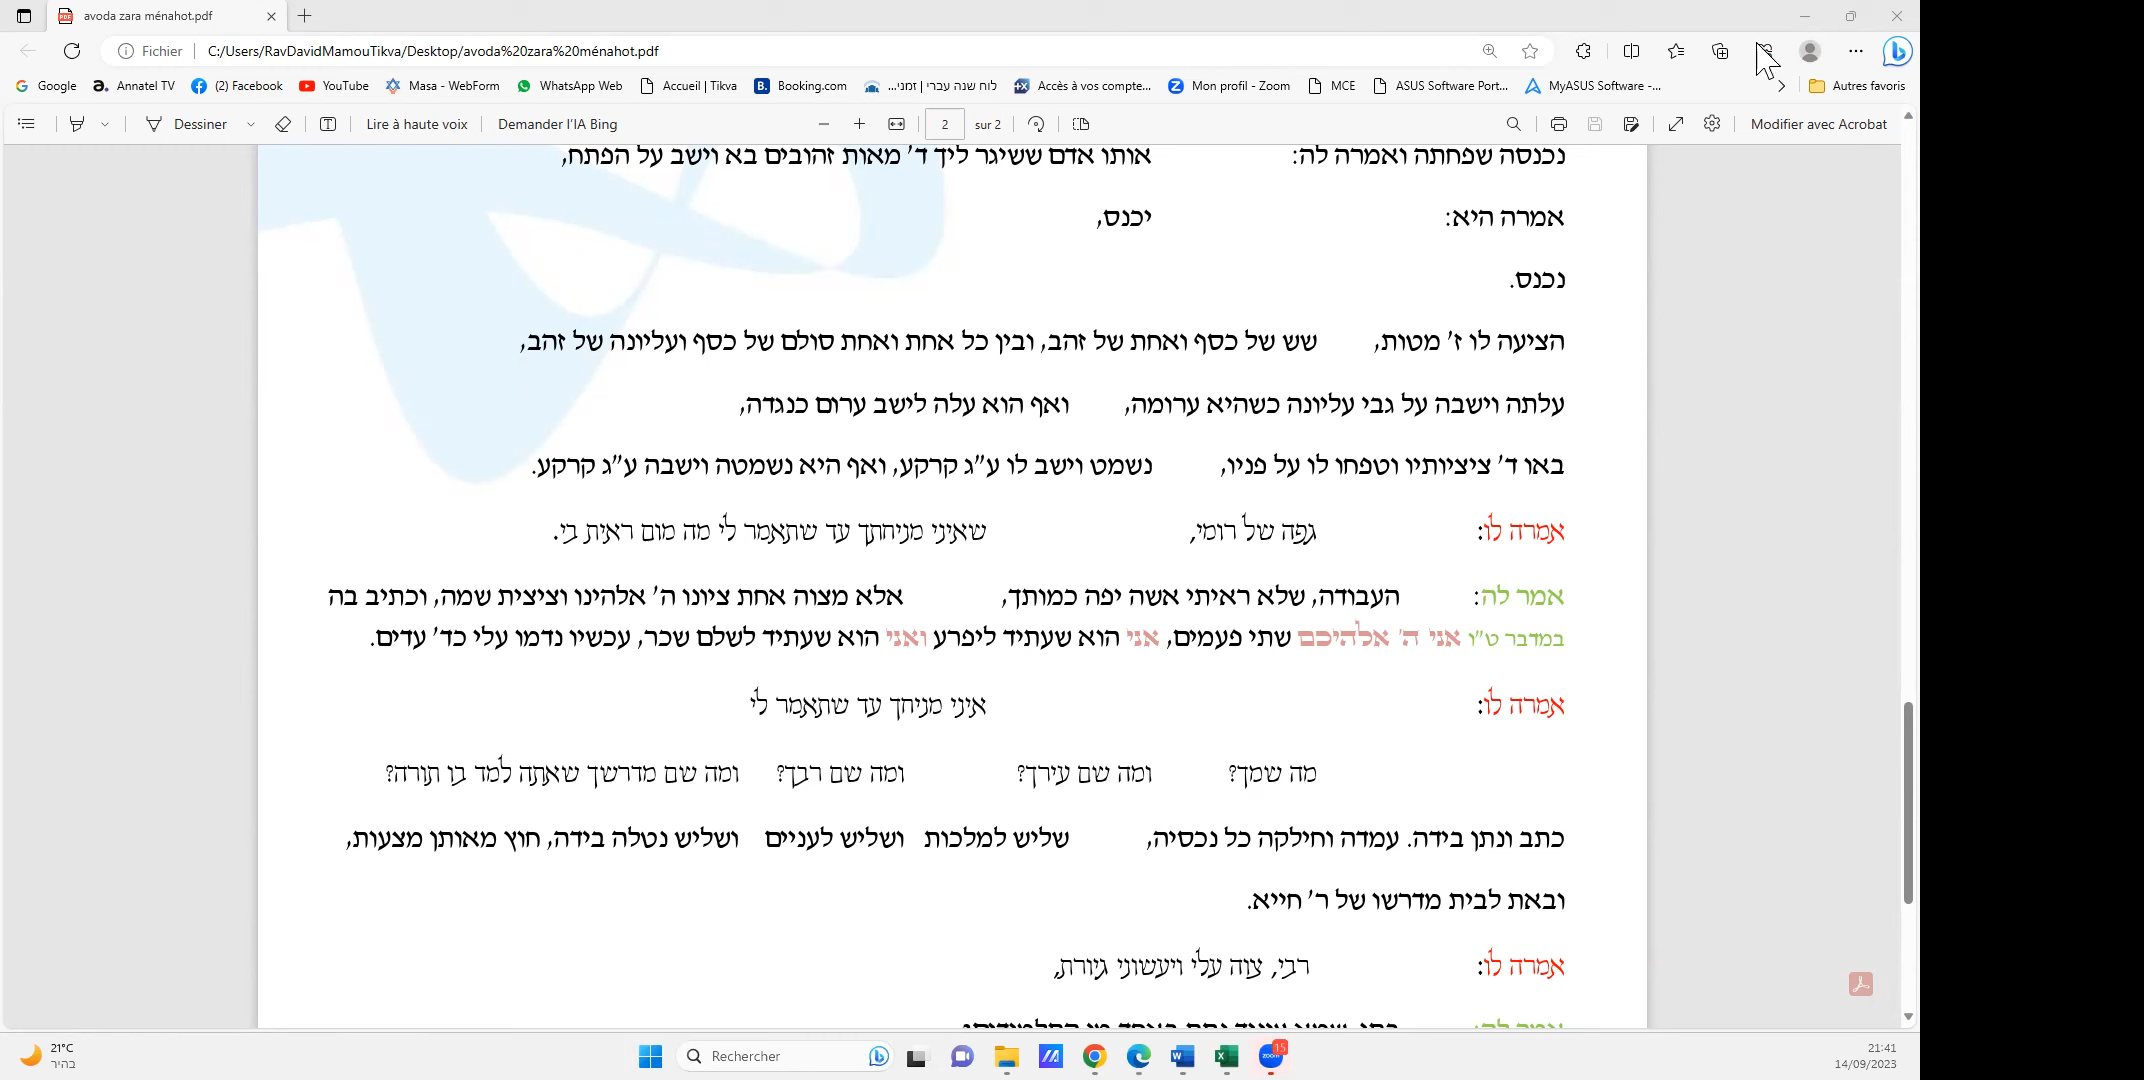 avoda zara ménahot.pdf
Fichier C:/Users/RavDavidMamouTikva/Desktop/avoda%20zara%20ménahot.pdf
Google Annatel TV (2) Facebook YouTube Masa - WebForm WhatsApp Web Accueil | Tikva Booking.com לוח שנה עברי | זמני... Accès à vos compte... Mon profil - Zoom MCE ASUS Software Port... MyASUS Software -... Autres favoris
Dessiner Lire à haute voix Demander l'IA Bing 2 sur 2 Modifier avec Acrobat
נכנסה שפחתה ואמרה לה: אותו אדם ששיגר ליך ד' מאות זהובים בא וישב על הפתח,
אמרה היא: יכנס,
נכנס.
הציעה לו ז' מטות, שש של כסף ואחת של זהב, ובין כל אחת ואחת סולם של כסף ועליונה של זהב,
עלתה וישבה על גבי עליונה כשהיא ערומה, ואף הוא עלה לישב ערום כנגדה,
באו ד' ציציותיו וטפחו לו על פניו, נשמט וישב לו ע"ג קרקע, ואף היא נשמטה וישבה ע"ג קרקע.
אמרה לו: גפה של רומי, שאיני מניחתך עד שתאמר לי מה מום ראית בי.
אמר לה: העבודה, שלא ראיתי אשה יפה כמותך, אלא מצוה אחת ציונו ה' אלהינו וציצית שמה, וכתיב בה
במדבר ט"ו אני ה' אלהיכם שתי פעמים, אני הוא שעתיד ליפרע ואני הוא שעתיד לשלם שכר, עכשיו נדמו עלי כד' עדים.
אמרה לו: איני מניחך עד שתאמר לי
מה שמך? ומה שם עירך? ומה שם רבך? ומה שם מדרשך שאתה למד בו תורה?
כתב ונתן בידה. עמדה וחילקה כל נכסיה, שליש למלכות ושליש לעניים ושליש נטלה בידה, חוץ מאותן מצעות,
ובאת לבית מדרשו של ר' חייא.
אמרה לו: רבי, צוה עלי ויעשוני גיורת,
21°C
בהיר
Rechercher
15
zoom
21:41
14/09/2023